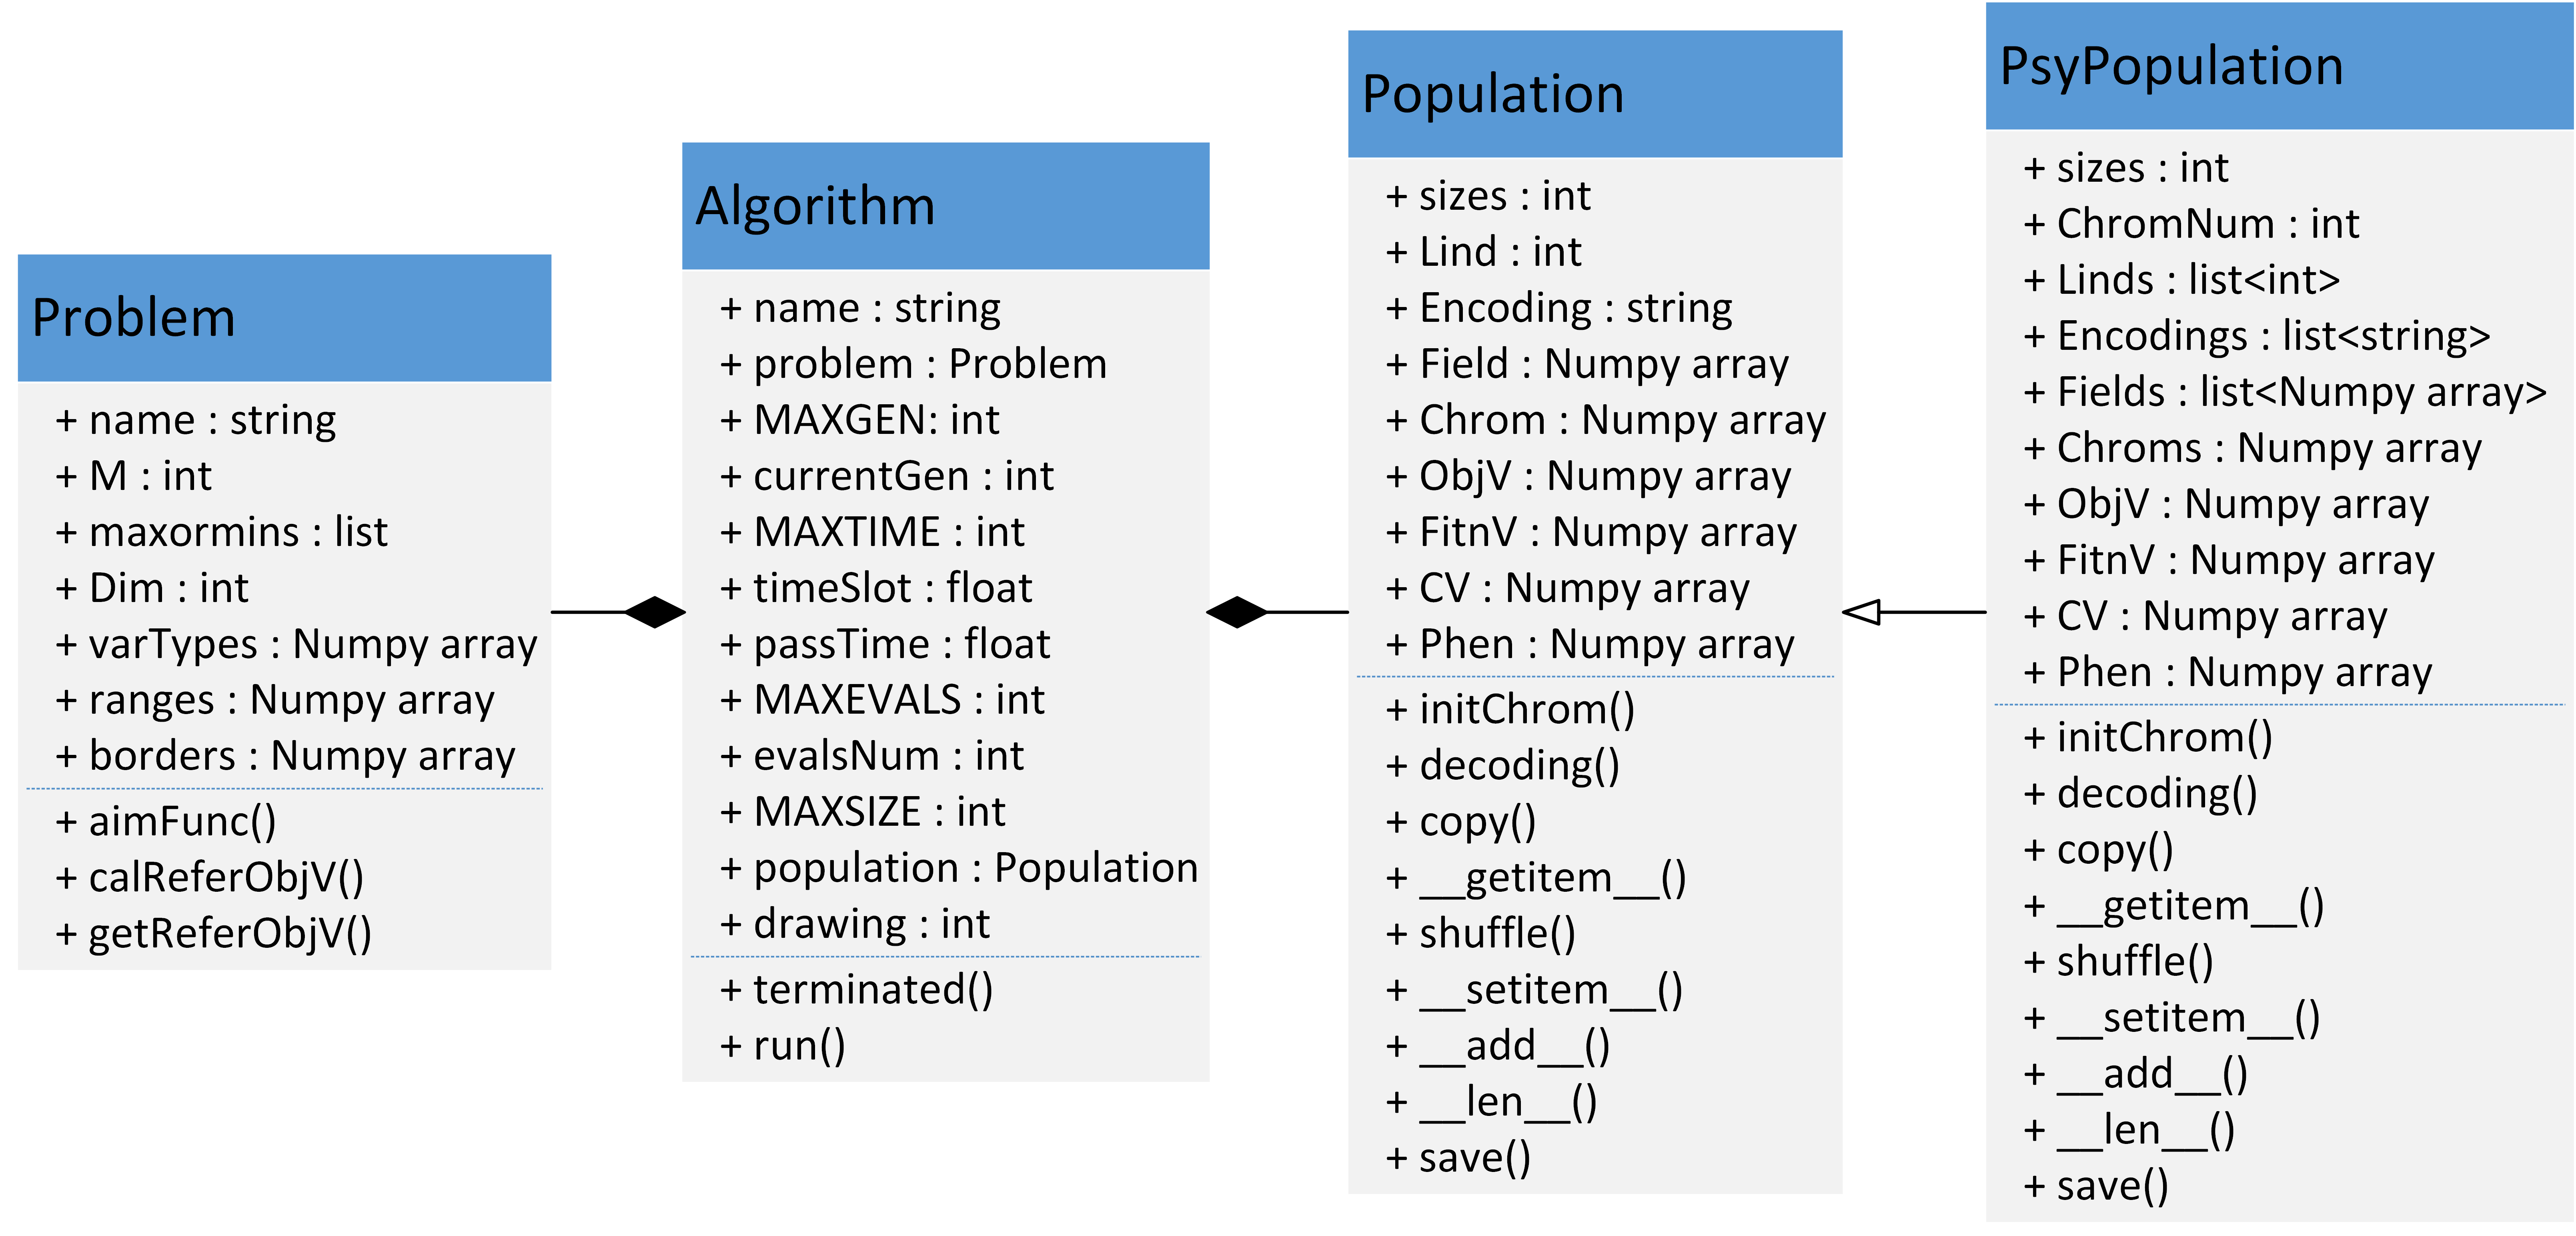 Problem
+ name : string
+ M : int
+ maxormins : list
+ Dim : int
+ varTypes : Numpy array
+ ranges : Numpy array
+ borders : Numpy array
+ aimFunc()
+ calReferObjV()
+ getReferObjV()
Algorithm
+ name : string
+ problem : Problem
+ MAXGEN: int
+ currentGen : int
+ MAXTIME : int
+ timeSlot : float
+ passTime : float
+ MAXEVALS : int
+ evalsNum : int
+ MAXSIZE : int
+ population : Population
+ drawing : int
+ terminated()
+ run()
Population
+ sizes : int
+ Lind : int
+ Encoding : string
+ Field : Numpy array
+ Chrom : Numpy array
+ ObjV : Numpy array
+ FitnV : Numpy array
+ CV : Numpy array
+ Phen : Numpy array
+ initChrom()
+ decoding()
+ copy()
+ __getitem__()
+ shuffle()
+ __setitem__()
+ __add__()
+ __len__()
+ save()
PsyPopulation
+ sizes : int
+ ChromNum : int
+ Linds : list<int>
+ Encodings : list<string>
+ Fields : list<Numpy array>
+ Chroms : Numpy array
+ ObjV : Numpy array
+ FitnV : Numpy array
+ CV : Numpy array
+ Phen : Numpy array
+ initChrom()
+ decoding()
+ copy()
+ __getitem__()
+ shuffle()
+ __setitem__()
+ __add__()
+ __len__()
+ save()